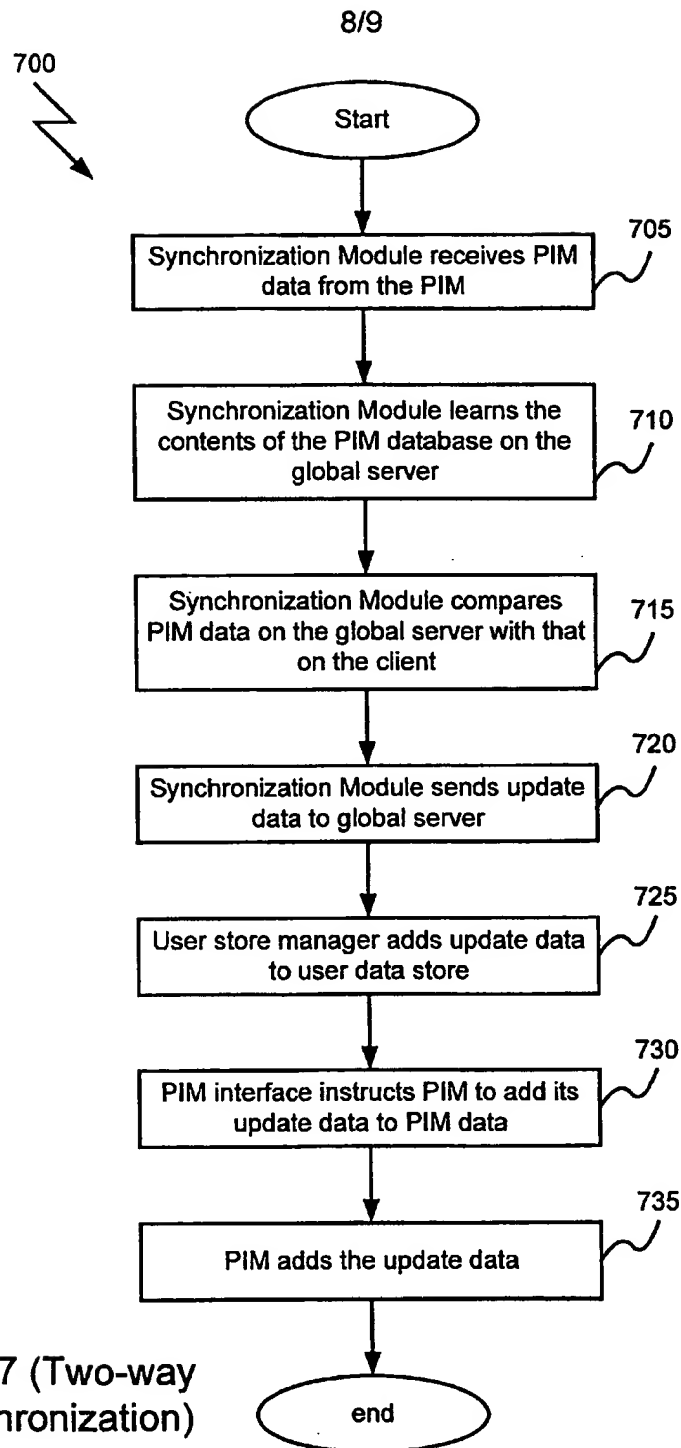 8/9
700
Start
705
Synchronization Module receives PIM
data from the PIM
710
Synchronization Module learns the
contents of the PIM database on the
global server
715
Synchronization Module compares
PIM data on the global server with that
on the client
720
Synchronization Module sends update
data to global server
725
User store manager adds update data
to user data store
730
PIM interface instructs PIM to add its
update data to PIM data
735
PIM adds the update data
7 (Two-way
hronization)
end